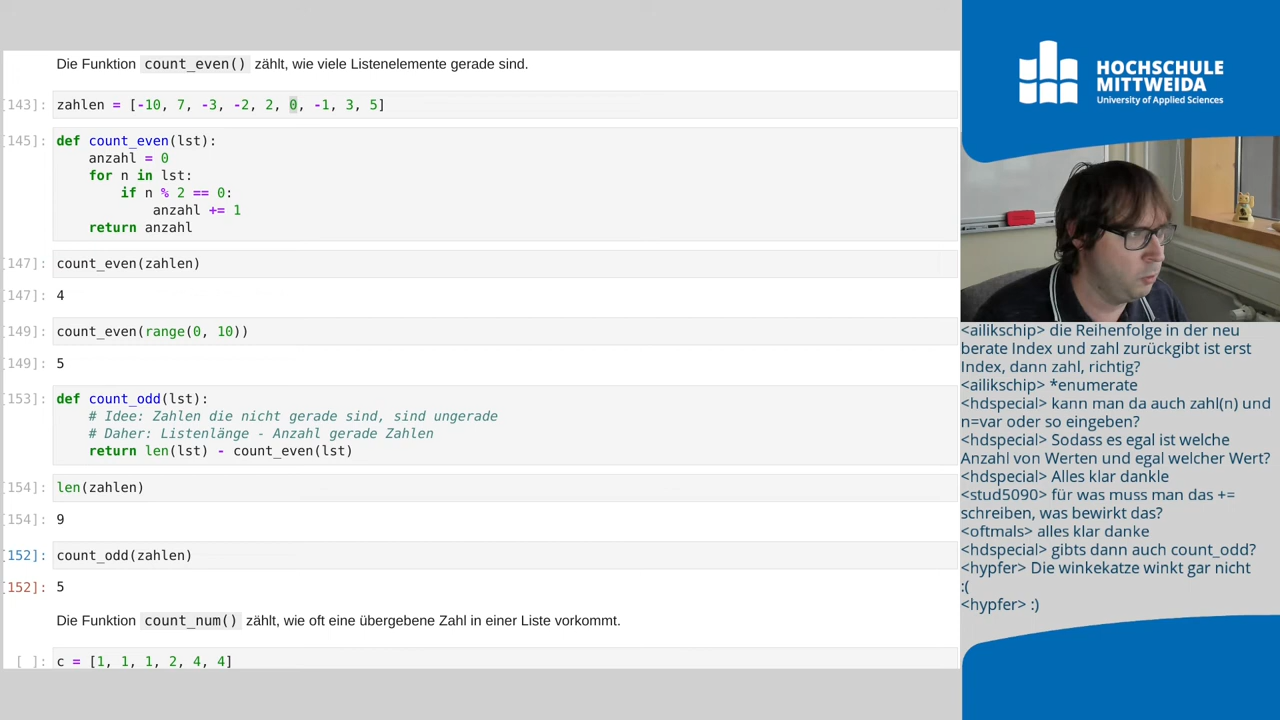 Die Funktion count_even() zählt, wie viele Listenelemente gerade sind.
[143]: zahlen = [-10, 7, -3, -2, 2, 0, -1, 3, 5]
[145]: def count_even(lst):
anzahl = 0
for n in lst:
if n % 2 == 0:
anzahl += 1
return anzahl
[147]: count_even(zahlen)
[147]: 4
[149]: count_even(range(0, 10))
[149]: 5
[153]: def count_odd(lst):
# Idee: Zahlen die nicht gerade sind, sind ungerade
# Daher: Listenlänge - Anzahl gerade Zahlen
return len(lst) - count_even(lst)
[154]: len(zahlen)
[154]: 9
[152]: count_odd(zahlen)
[152]: 5
Die Funktion count_num() zählt, wie oft eine übergebene Zahl in einer Liste vorkommt.
[ ]: c = [1, 1, 1, 2, 4, 4]
HOCHSCHULE
MITTWEIDA
University of Applied Sciences
<ailikschip> die Reihenfolge in der neu
berate Index und zahl zurückgibt ist erst
Index, dann zahl, richtig?
<ailikschip> *enumerate
<hdspecial> kann man da auch zahl(n) und
n=var oder so eingeben?
<hdspecial> Sodass es egal ist welche
Anzahl von Werten und egal welcher Wert?
<hdspecial> Alles klar dankle
<stud5090> für was muss man das +=
schreiben, was bewirkt das?
<oftmals> alles klar danke
<hdspecial> gibts dann auch count_odd?
<hypfer> Die winkekatze winkt gar nicht
:(
<hypfer> :)